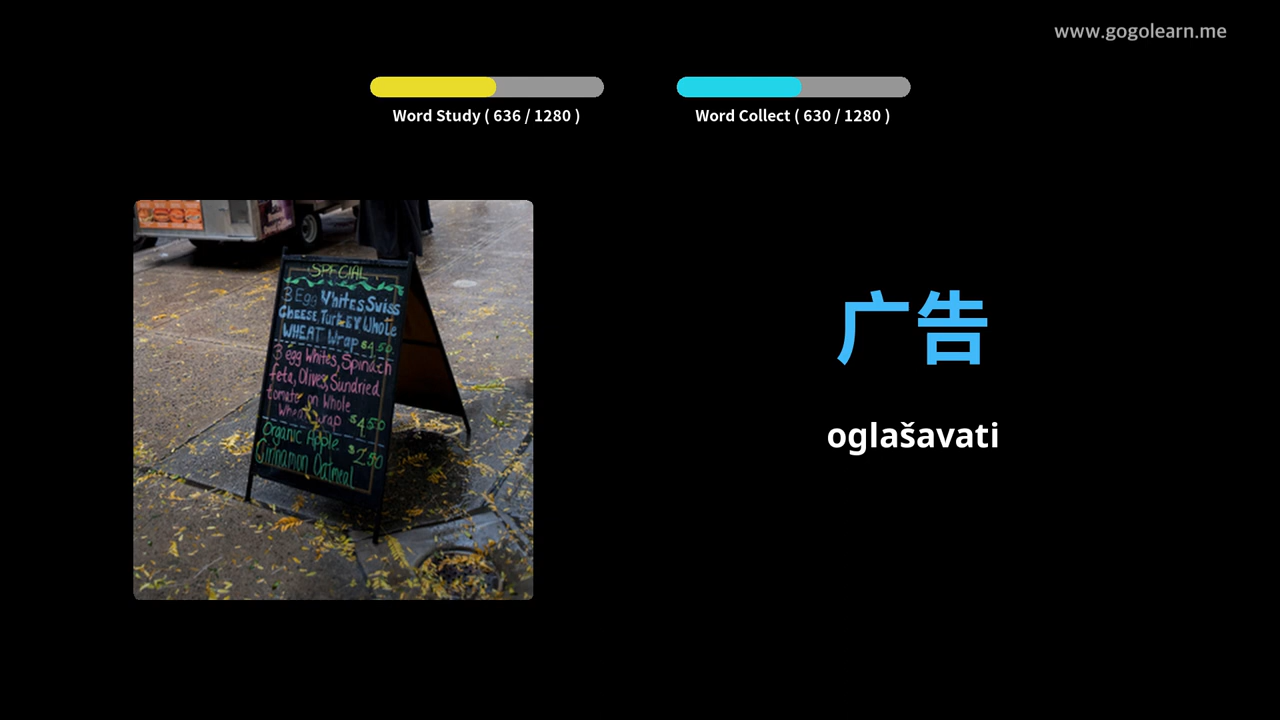 www.gogolearn.me
Word Study ( 636 / 1280 )
Word Collect ( 630 / 1280 )
SPECIAL
3 Egg Whites, Swiss
CHEESE, TURKEY Whole
WHEAT Wrap $4.50
3 egg Whites, Spinach
feta, Olives, Sundried
tomato on Whole
Wheat Wrap $4.50
Organic Apple
Cinnamon Oatmeal $2.50
广告
oglašavati